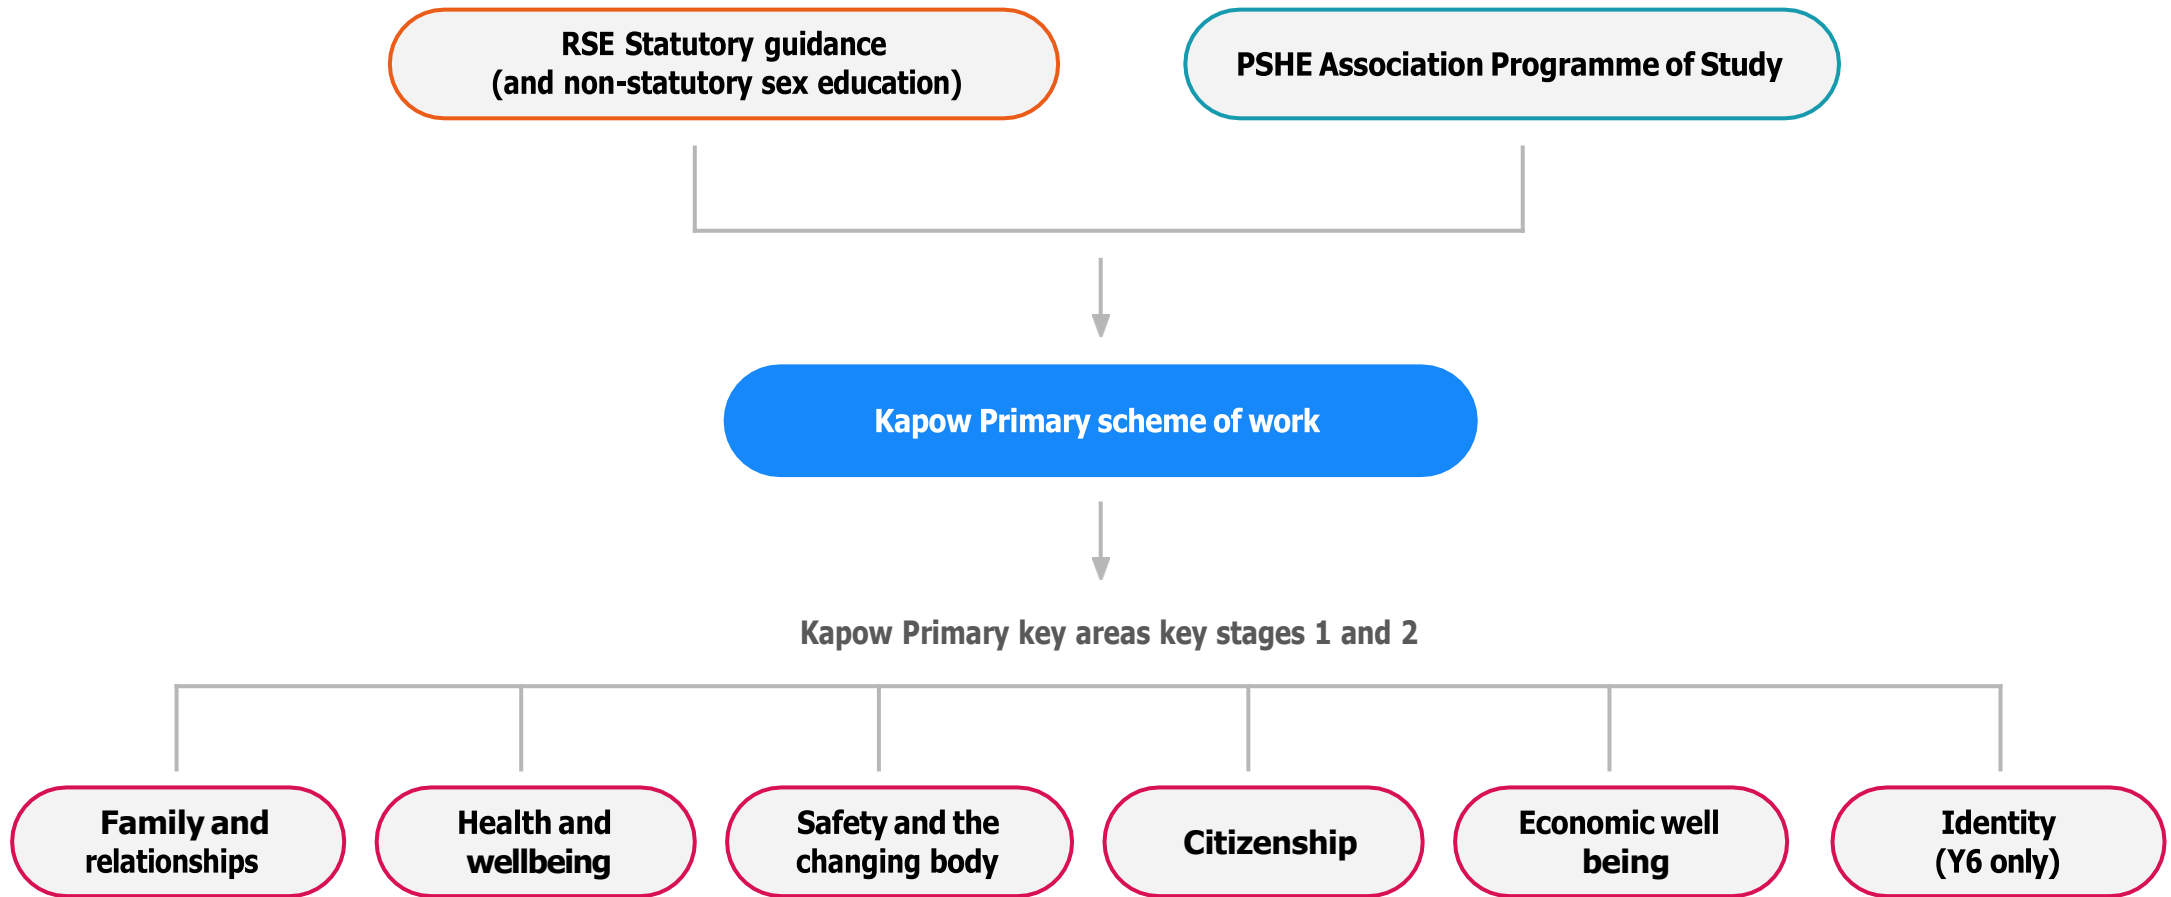 RSE Statutory guidance
(and non-statutory sex education)
PSHE Association Programme of Study
Kapow Primary scheme of work
Kapow Primary key areas key stages 1 and 2
Family and
relationships
Health and
wellbeing
Safety and the
changing body
Citizenship
Economic well
being
Identity
(Y6 only)